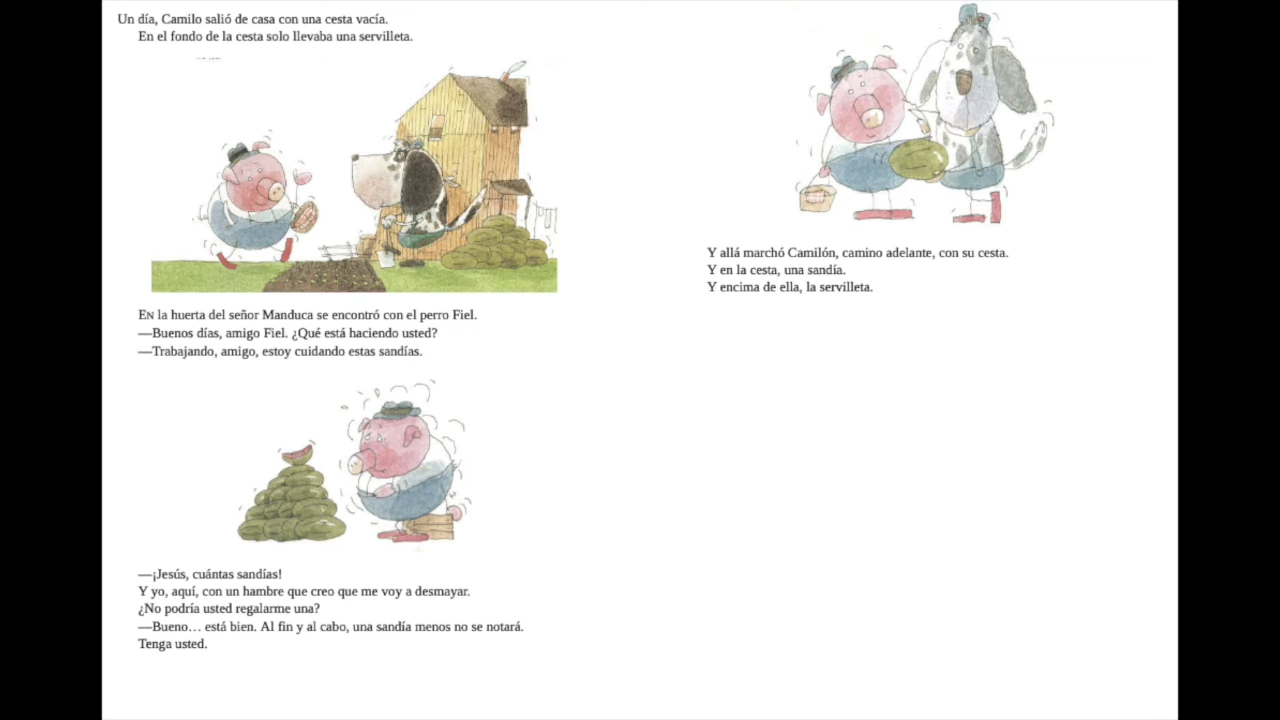 Un día, Camilo salió de casa con una cesta vacía.
En el fondo de la cesta solo llevaba una servilleta.
EN la huerta del señor Manduca se encontró con el perro Fiel.
—Buenos días, amigo Fiel. ¿Qué está haciendo usted?
—Trabajando, amigo, estoy cuidando estas sandías.
—¡Jesús, cuántas sandías!
Y yo, aquí, con un hambre que creo que me voy a desmayar.
¿No podría usted regalarme una?
—Bueno… está bien. Al fin y al cabo, una sandía menos no se notará.
Tenga usted.
Y allá marchó Camilón, camino adelante, con su cesta.
Y en la cesta, una sandía.
Y encima de ella, la servilleta.